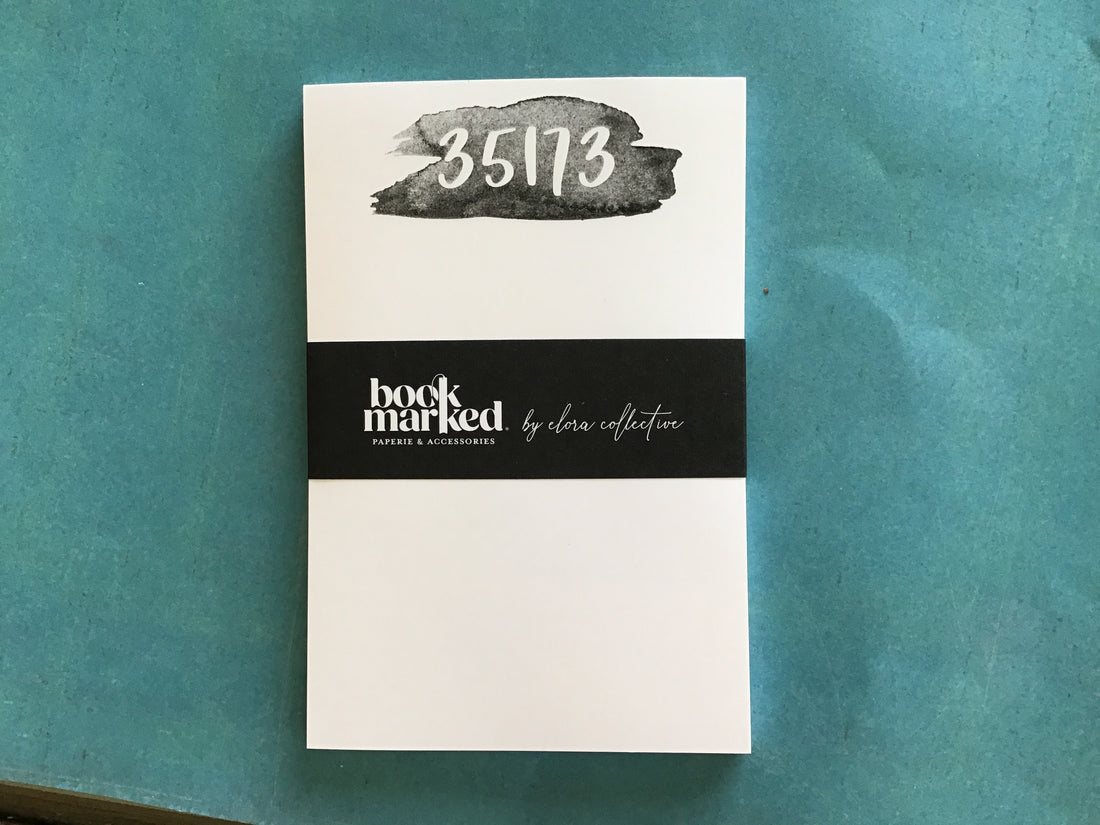 35173
book
marked® by elora collective
PAPERIE & ACCESSORIES